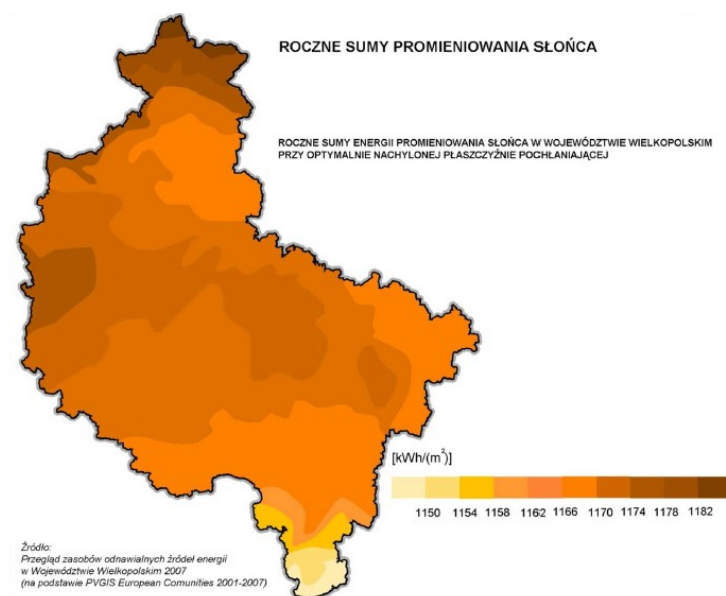 ROCZNE SUMY PROMIENIOWANIA SŁOŃCA
ROCZNE SUMY ENERGII PROMIENIOWANIA SŁOŃCA W WOJEWÓDZTWIE WIELKOPOLSKIM
PRZY OPTYMALNIE NACHYLONEJ PŁASZCZYŹNIE POCHŁANIAJĄCEJ
[kWh/(m²)]
1150 1154 1158 1162 1166 1170 1174 1178 1182
Źródło:
Przegląd zasobów odnawialnych źródeł energii
w Województwie Wielkopolskim 2007
(na podstawie PVGIS European Comunities 2001-2007)